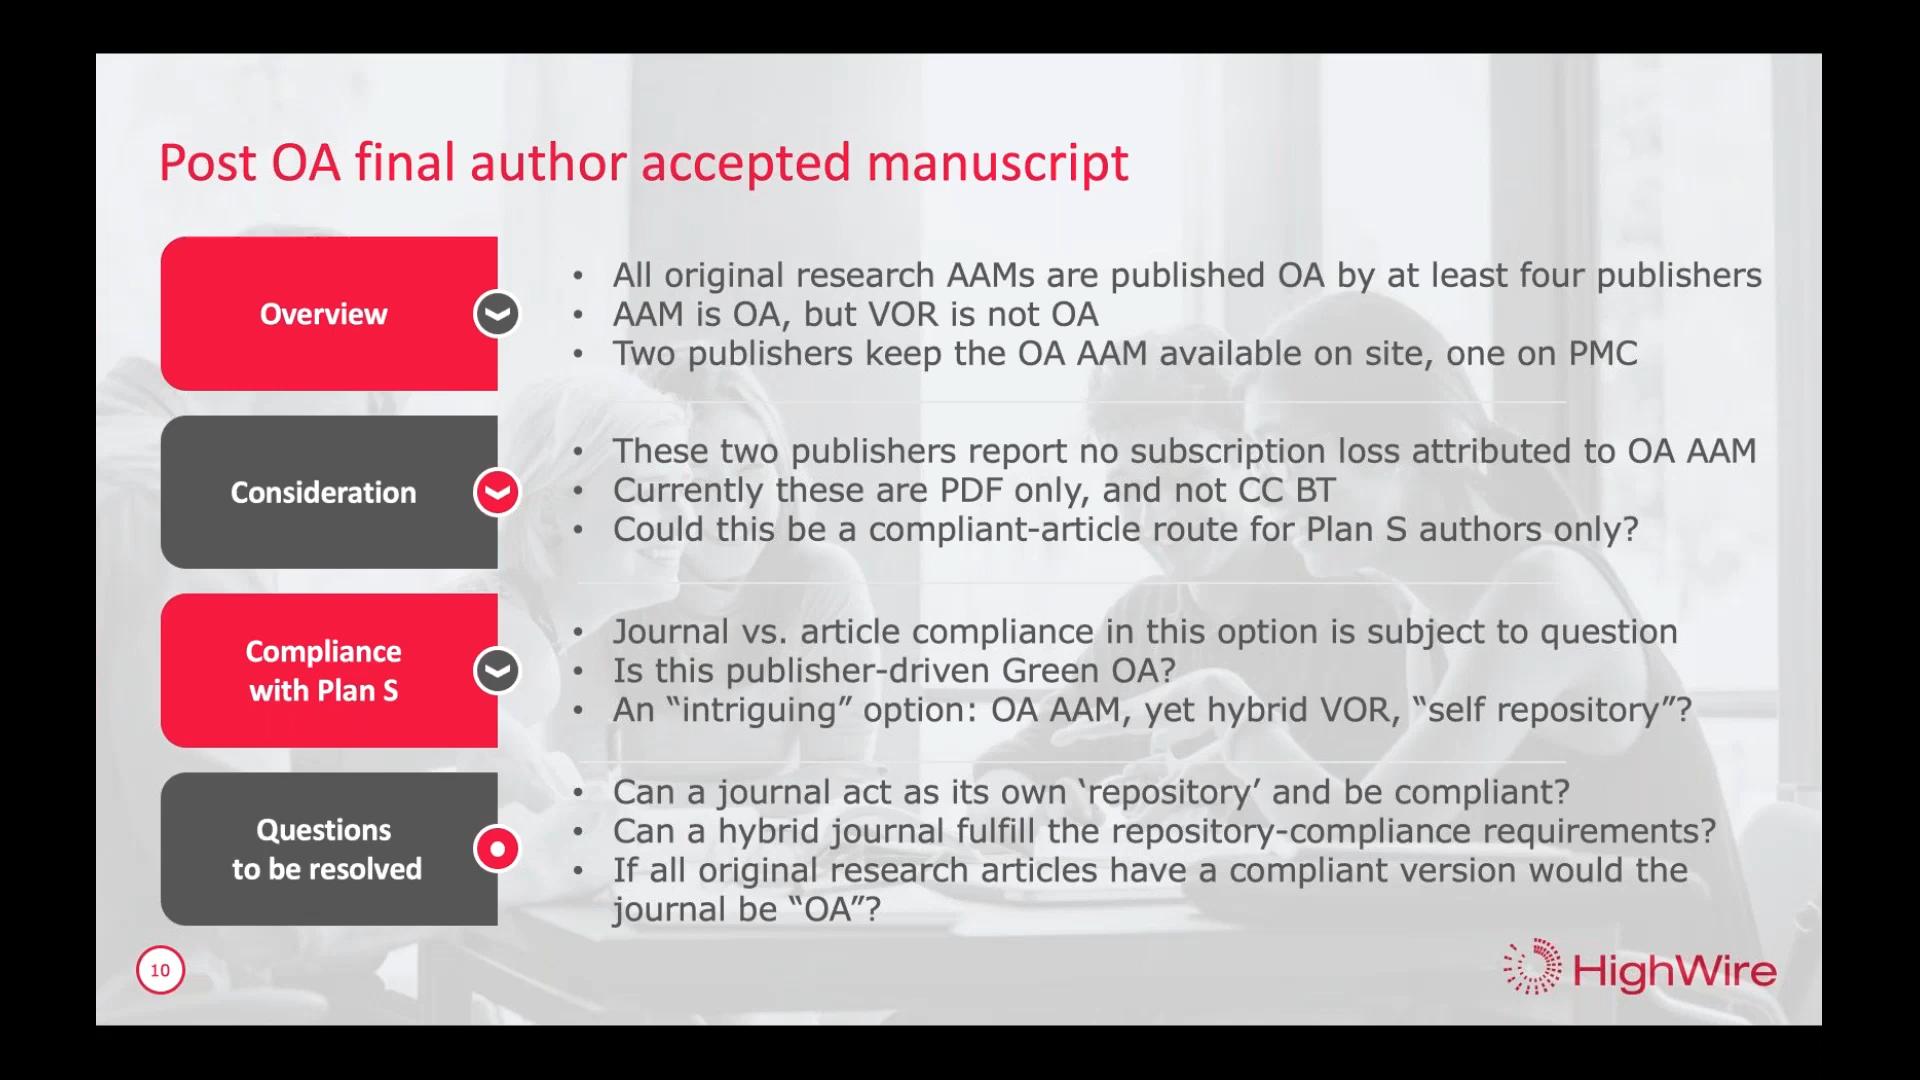 Post OA final author accepted manuscript
Overview
• All original research AAMs are published OA by at least four publishers
• AAM is OA, but VOR is not OA
• Two publishers keep the OA AAM available on site, one on PMC
Consideration
• These two publishers report no subscription loss attributed to OA AAM
• Currently these are PDF only, and not CC BT
• Could this be a compliant-article route for Plan S authors only?
Compliance
with Plan S
• Journal vs. article compliance in this option is subject to question
• Is this publisher-driven Green OA?
• An “intriguing” option: OA AAM, yet hybrid VOR, “self repository”?
Questions
to be resolved
• Can a journal act as its own ‘repository’ and be compliant?
• Can a hybrid journal fulfill the repository-compliance requirements?
• If all original research articles have a compliant version would the
journal be “OA”?
10
HighWire